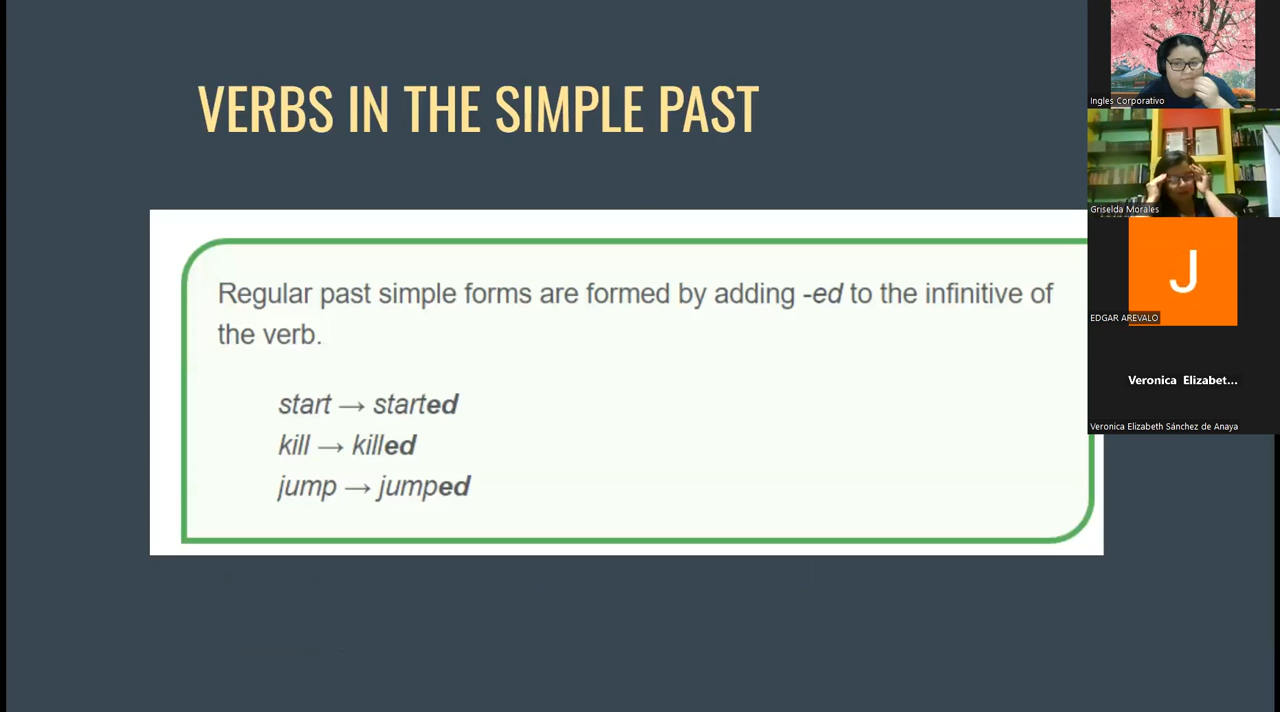 VERBS IN THE SIMPLE PAST
Regular past simple forms are formed by adding -ed to the infinitive of
the verb.
start → started
kill → killed
jump → jumped
Ingles Corporativo
Griselda Morales
J
EDGAR AREVALO
Veronica Elizabet...
Veronica Elizabeth Sánchez de Anaya